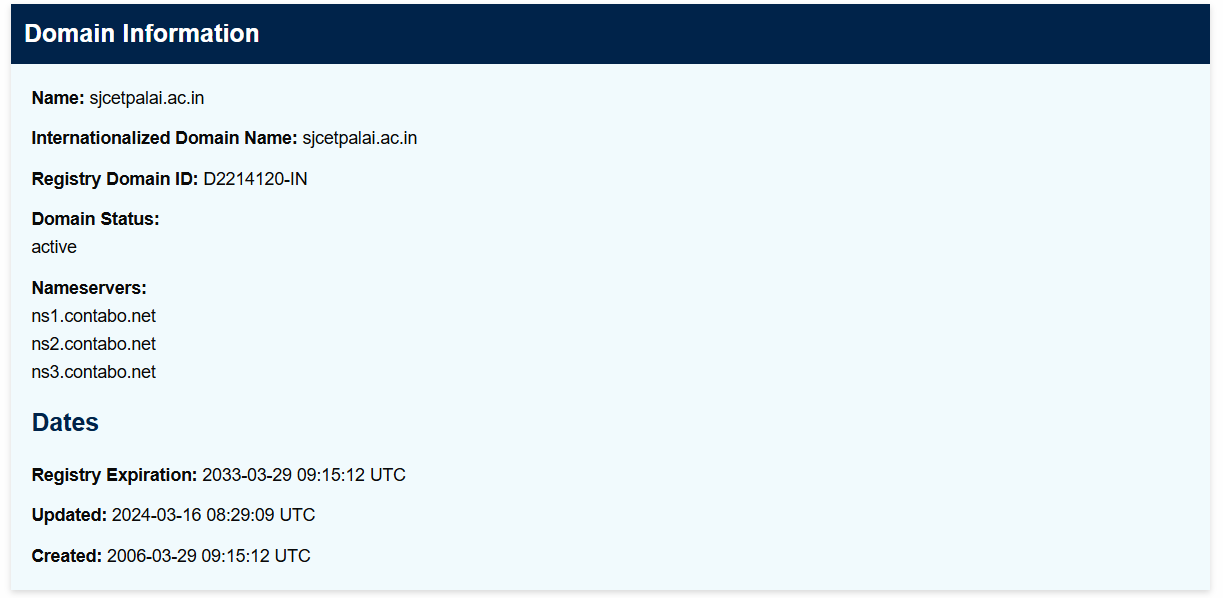 Domain Information
Name: sjcetpalai.ac.in
Internationalized Domain Name: sjcetpalai.ac.in
Registry Domain ID: D2214120-IN
Domain Status:
active
Nameservers:
ns1.contabo.net
ns2.contabo.net
ns3.contabo.net
Dates
Registry Expiration: 2033-03-29 09:15:12 UTC
Updated: 2024-03-16 08:29:09 UTC
Created: 2006-03-29 09:15:12 UTC